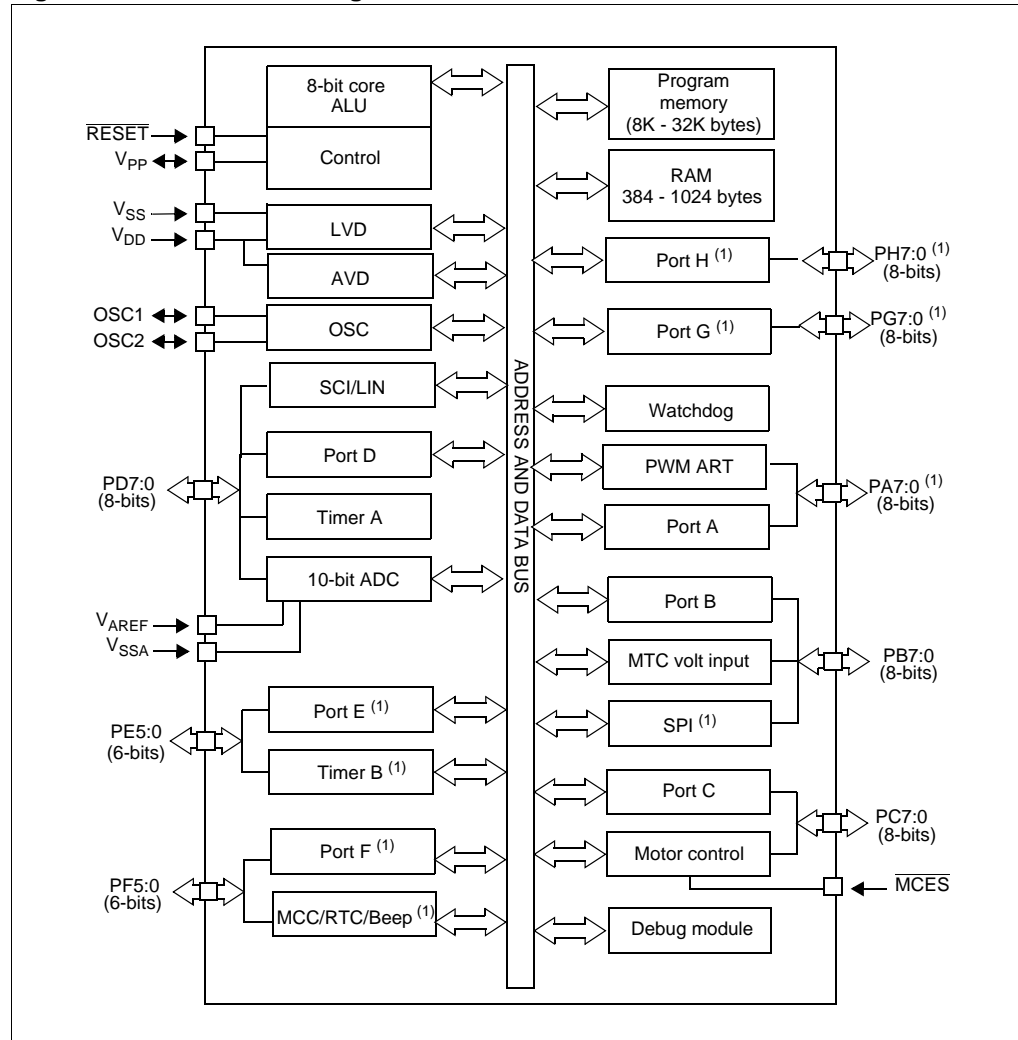 8-bit core
ALU
Control
RESET
VPP
VSS
VDD
LVD
AVD
OSC1
OSC2
OSC
SCI/LIN
Port D
PD7:0
(8-bits)
Timer A
10-bit ADC
VAREF
VSSA
Port E (1)
PE5:0
(6-bits)
Timer B (1)
Port F (1)
PF5:0
(6-bits)
MCC/RTC/Beep (1)
ADDRESS AND DATA BUS
Program
memory
(8K - 32K bytes)
RAM
384 - 1024 bytes
Port H (1)
PH7:0 (1)
(8-bits)
Port G (1)
PG7:0 (1)
(8-bits)
Watchdog
PWM ART
PA7:0 (1)
(8-bits)
Port A
Port B
MTC volt input
PB7:0
(8-bits)
SPI (1)
Port C
PC7:0
(8-bits)
Motor control
MCES
Debug module